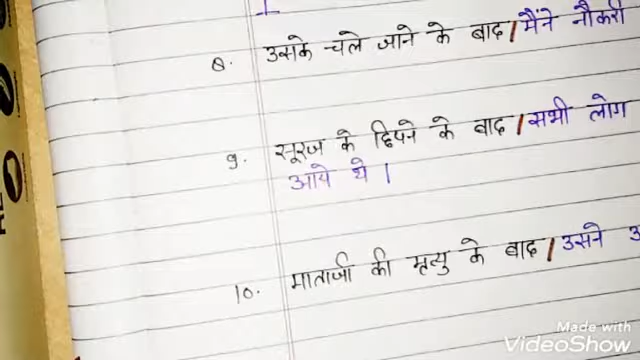 8. उसके चले जाने के बाद / मैंने नौकरी
9. सूरज के छिपने के बाद / सभी लोग
आये थे ।
10. माताजी की मृत्यु के बाद / उसने
Made with
VideoShow